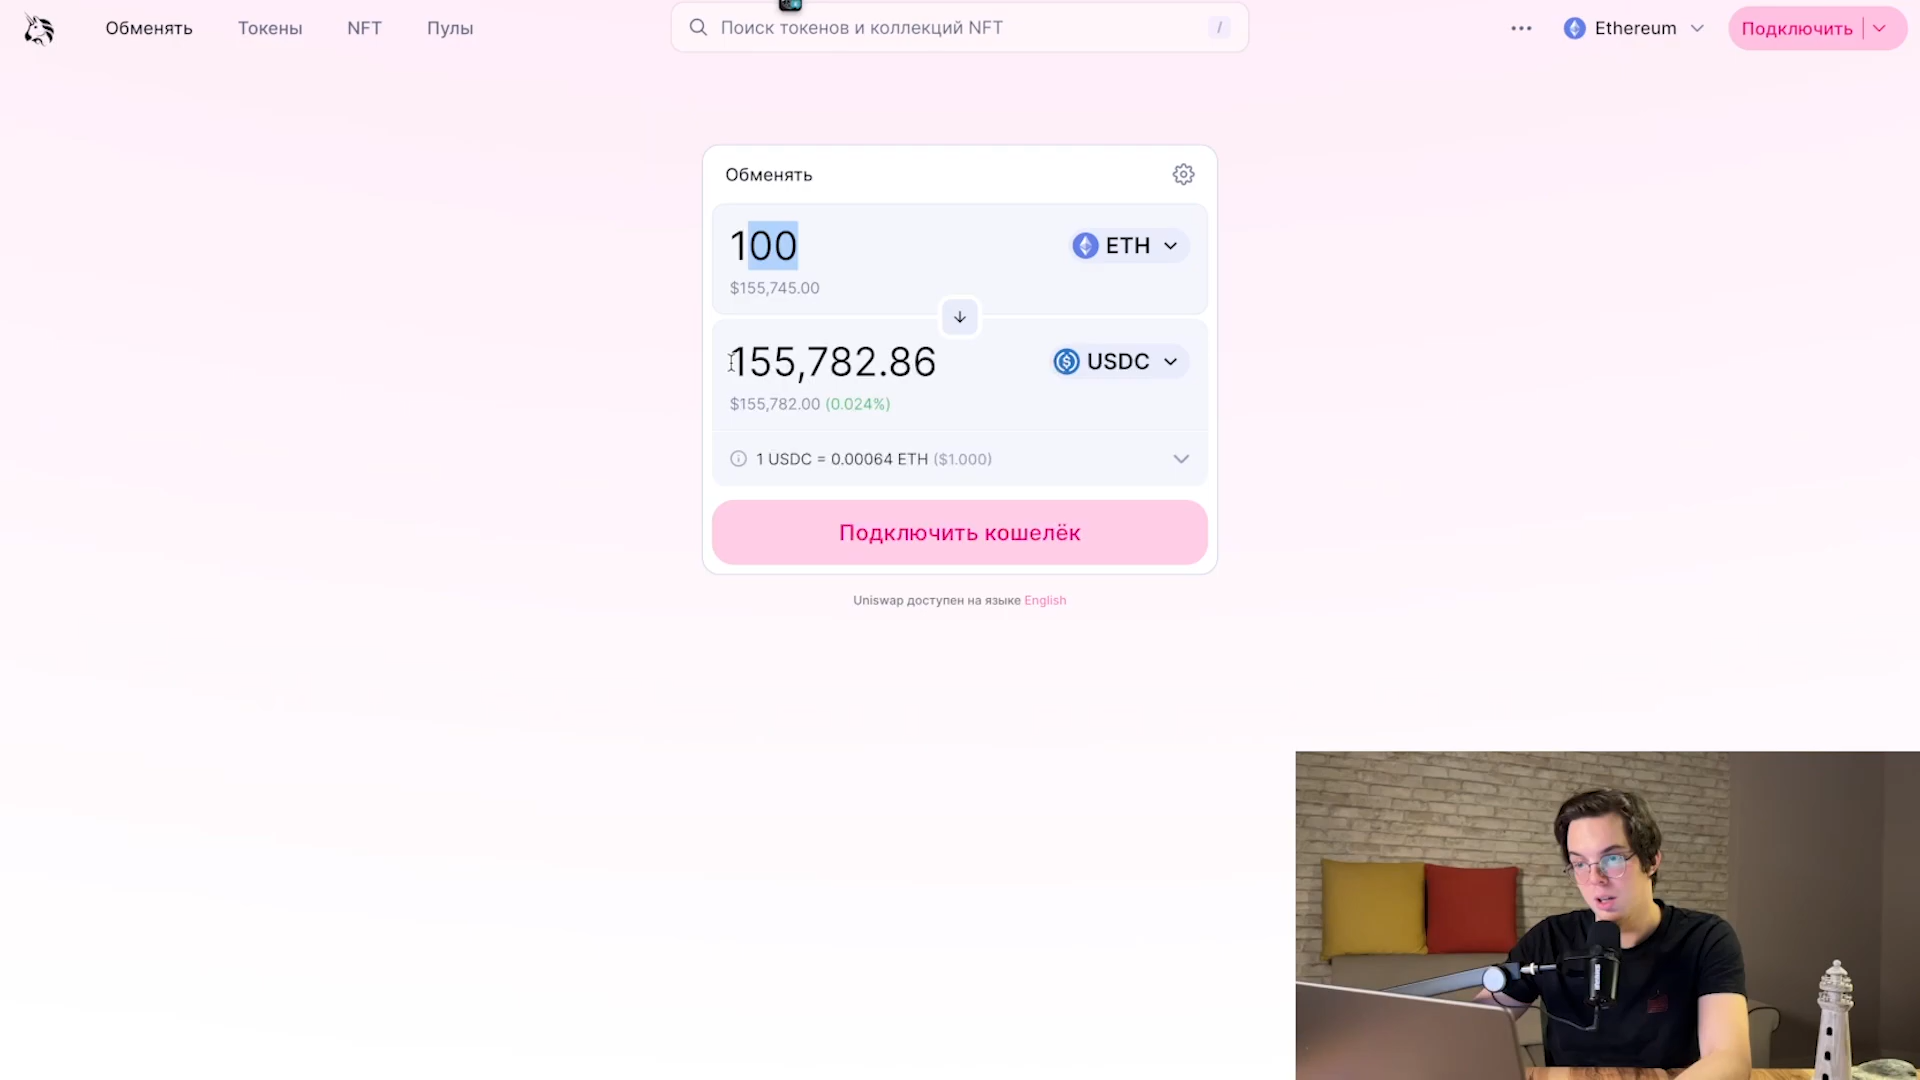 Обменять Токены NFT Пулы Поиск токенов и коллекций NFT / Ethereum Подключить
Обменять
100 ETH
$155,745.00
155,782.86 USDC
$155,782.00 (0.024%)
1 USDC = 0.00064 ETH ($1.000)
Подключить кошелёк
Uniswap доступен на языке English